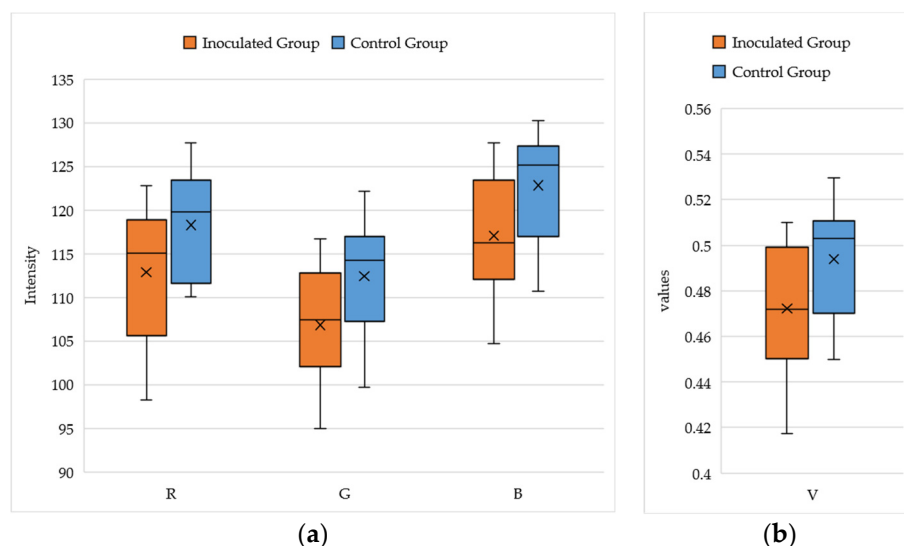 Inoculated Group Control Group
135
130
125
120
115
110
105
100
95
90
Intensity
R G B
(a)
Inoculated Group
Control Group
0.56
0.54
0.52
0.5
0.48
0.46
0.44
0.42
0.4
values
V
(b)